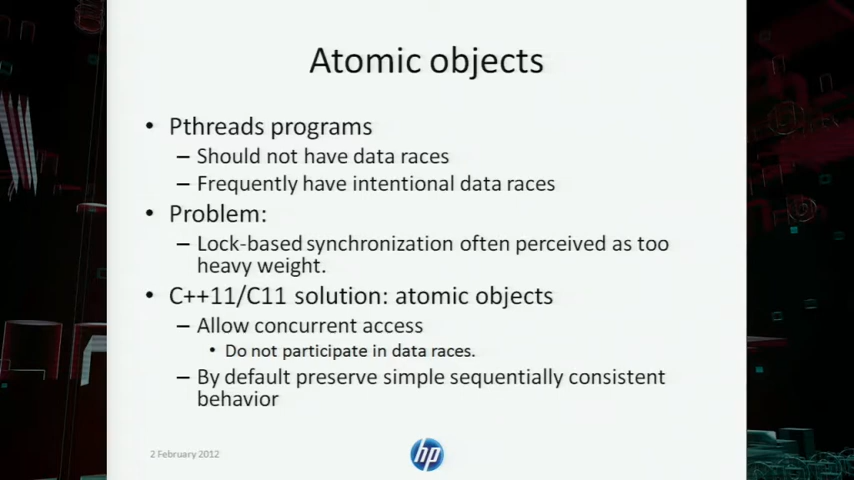 Atomic objects
• Pthreads programs
– Should not have data races
– Frequently have intentional data races
• Problem:
– Lock-based synchronization often perceived as too
heavy weight.
• C++11/C11 solution: atomic objects
– Allow concurrent access
• Do not participate in data races.
– By default preserve simple sequentially consistent
behavior
2 February 2012
hp